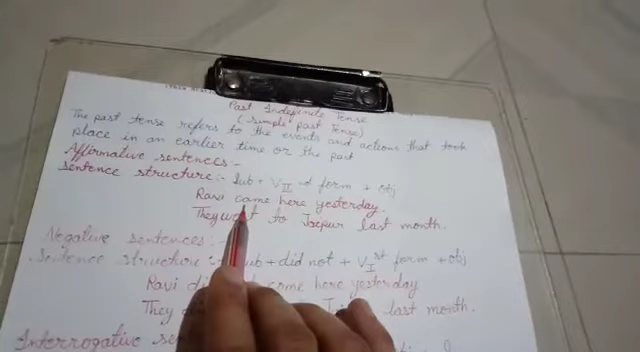 Past Indefinite Tense
(Simple Past Tense)
The past tense refers to the events and actions that took
place in an earlier time or the past
Affirmative sentences -
Sentence structure:- Sub + V II nd form + obj
Ravi came here yesterday.
They went to Jaipur last month.
Negative sentences:-
Sentence structure:- Sub + did not + V I st form + obj
Ravi come here yesterday
They last month.
Interrogative